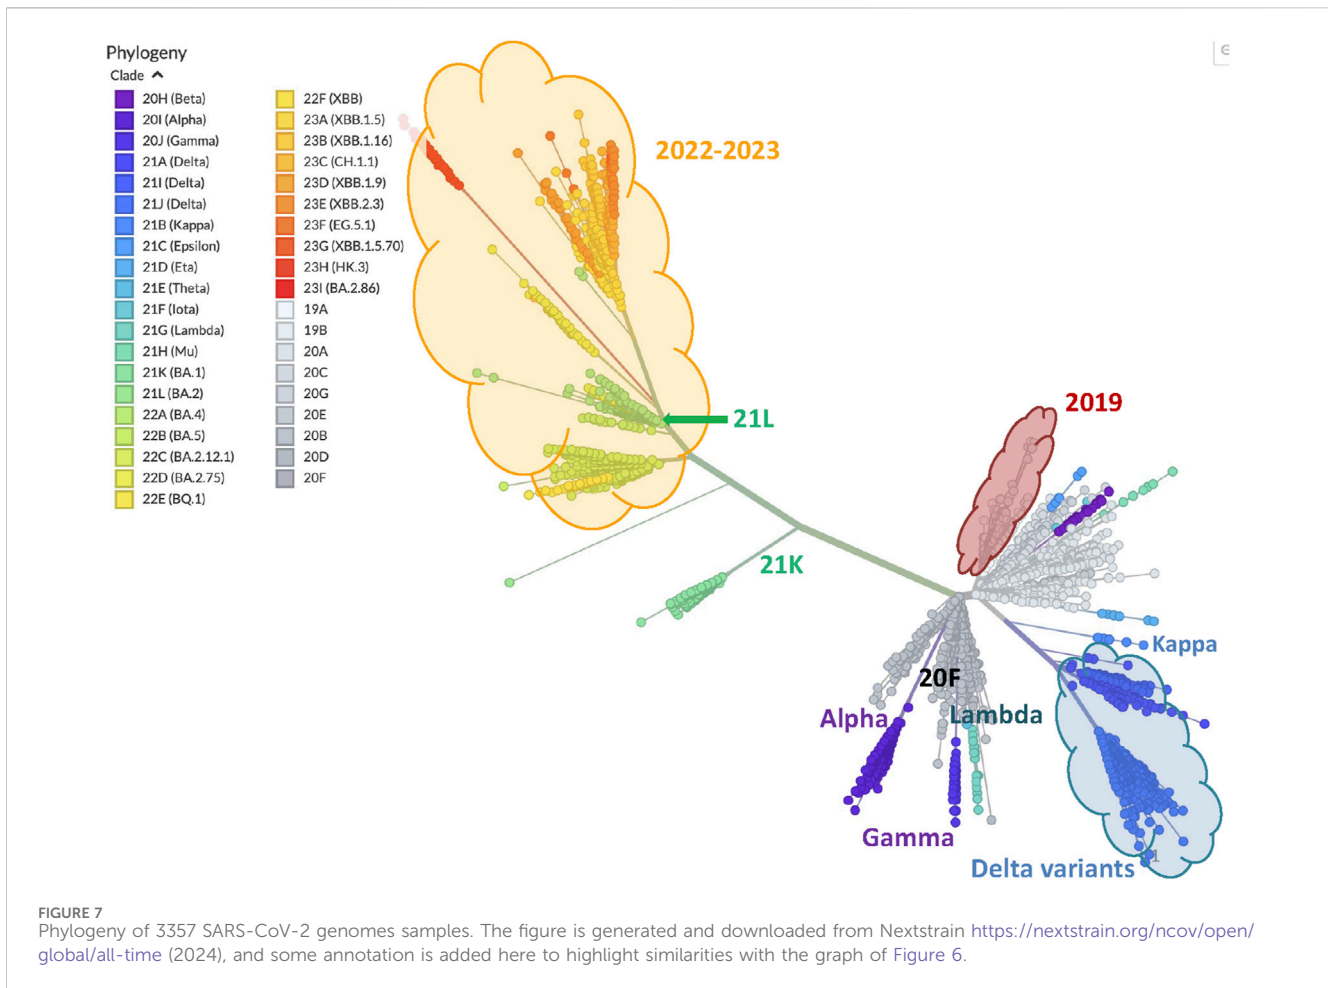 Phylogeny
Clade
20H (Beta)
20I (Alpha)
20J (Gamma)
21A (Delta)
21I (Delta)
21J (Delta)
21B (Kappa)
21C (Epsilon)
21D (Eta)
21E (Theta)
21F (Iota)
21G (Lambda)
21H (Mu)
21K (BA.1)
21L (BA.2)
22A (BA.4)
22B (BA.5)
22C (BA.2.12.1)
22D (BA.2.75)
22E (BQ.1)
22F (XBB)
23A (XBB.1.5)
23B (XBB.1.16)
23C (CH.1.1)
23D (XBB.1.9)
23E (XBB.2.3)
23F (EG.5.1)
23G (XBB.1.5.70)
23H (HK.3)
23I (BA.2.86)
19A
19B
20A
20C
20G
20E
20B
20D
20F
2022-2023
21L
2019
21K
Kappa
20F
Alpha
Lambda
Gamma
Delta variants
1
FIGURE 7
Phylogeny of 3357 SARS-CoV-2 genomes samples. The figure is generated and downloaded from Nextstrain https://nextstrain.org/ncov/open/
global/all-time (2024), and some annotation is added here to highlight similarities with the graph of Figure 6.